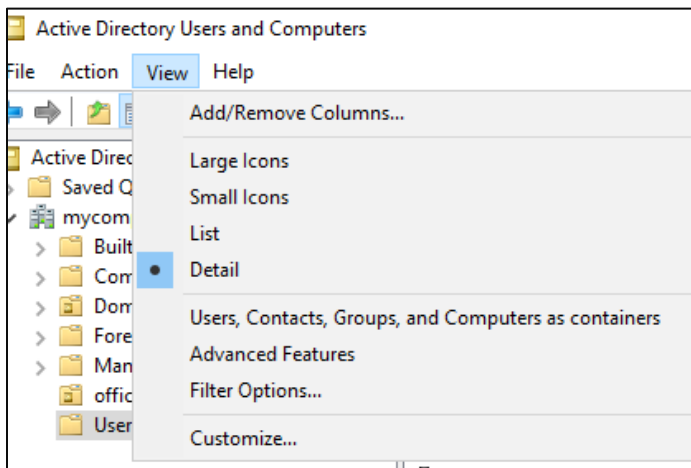 Active Directory Users and Computers
File Action View Help
Add/Remove Columns...
Active Direc
Large Icons
Saved Q
Small Icons
mycom
List
Built
Com
Detail
Dom
Fore
Users, Contacts, Groups, and Computers as containers
Man
Advanced Features
offic
Filter Options...
User
Customize...